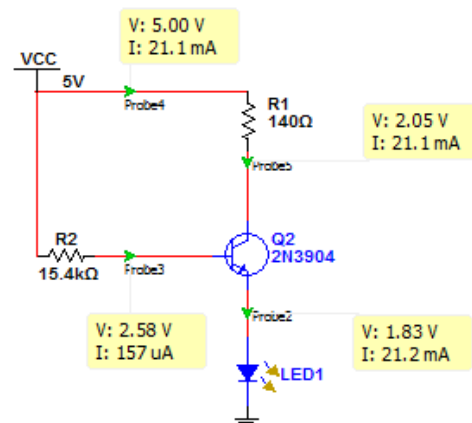 V: 5.00 V
I: 21.1 mA
VCC
5V
Probe4
R1
140Ω
V: 2.05 V
I: 21.1 mA
Probe5
Q2
2N3904
R2
15.4kΩ
Probe3
V: 2.58 V
I: 157 uA
Probe2
V: 1.83 V
I: 21.2 mA
LED1